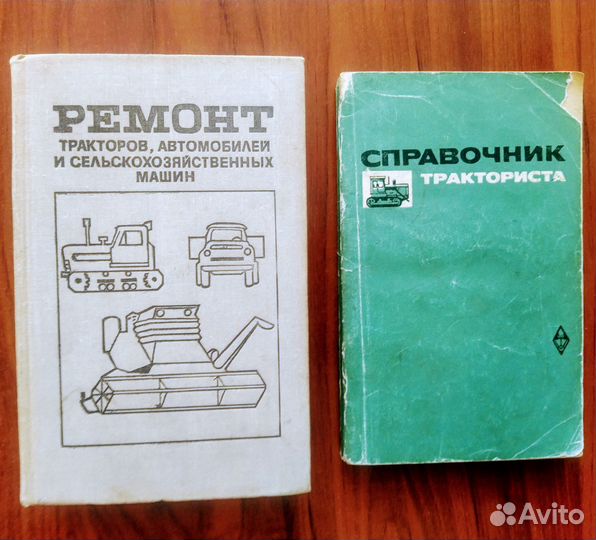 РЕМОНТ
ТРАКТОРОВ, АВТОМОБИЛЕЙ
И СЕЛЬСКОХОЗЯЙСТВЕННЫХ
МАШИН
СПРАВОЧНИК
ТРАКТОРИСТА
Avito